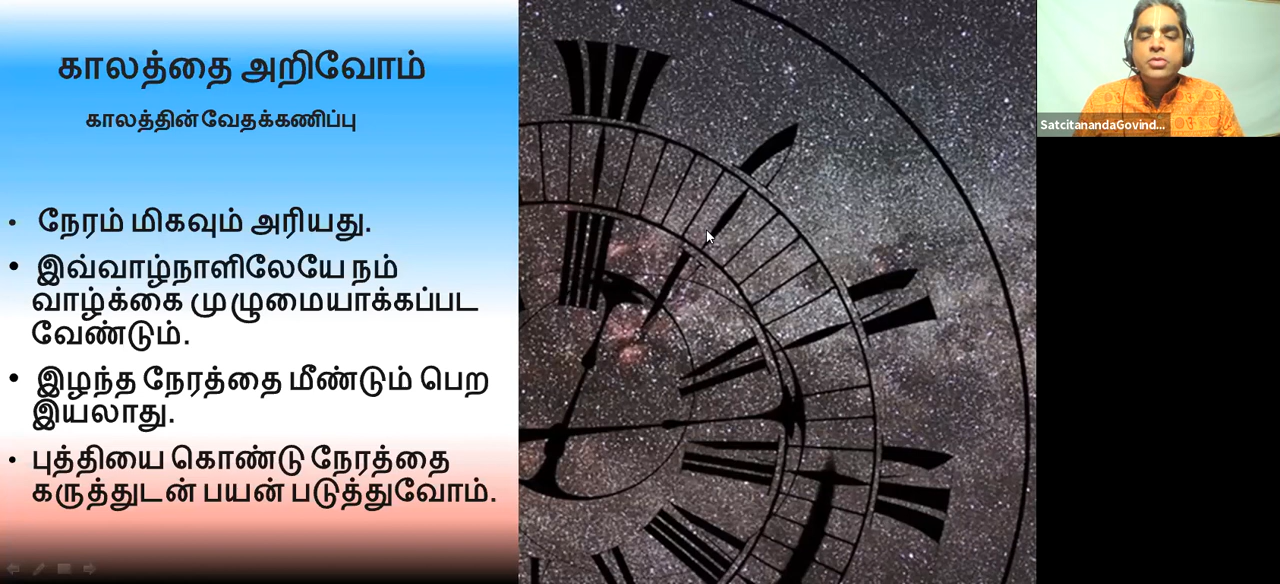 காலத்தை அறிவோம்
காலத்தின் வேதக்கணிப்பு
• நேரம் மிகவும் அரியது.
• இவ்வாழ்நாளிலேயே நம்
வாழ்க்கை முழுமையாக்கப்பட
வேண்டும்.
• இழந்த நேரத்தை மீண்டும் பெற
இயலாது.
• புத்தியை கொண்டு நேரத்தை
கருத்துடன் பயன் படுத்துவோம்.
SatcitanandaGovind...